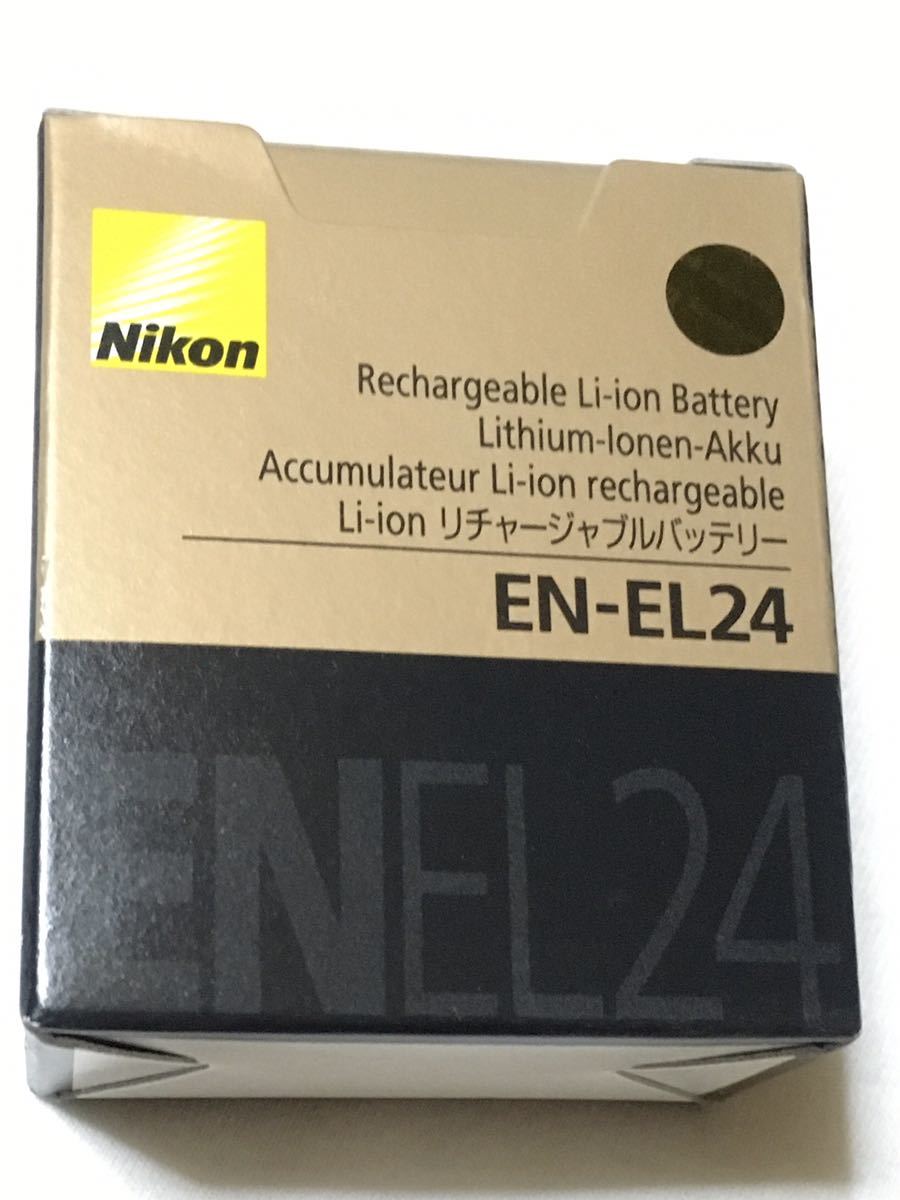 Nikon
Rechargeable Li-ion Battery
Lithium-Ionen-Akku
Accumulateur Li-ion rechargeable
Li-ion リチャージャブルバッテリー
EN-EL24
ENEL24